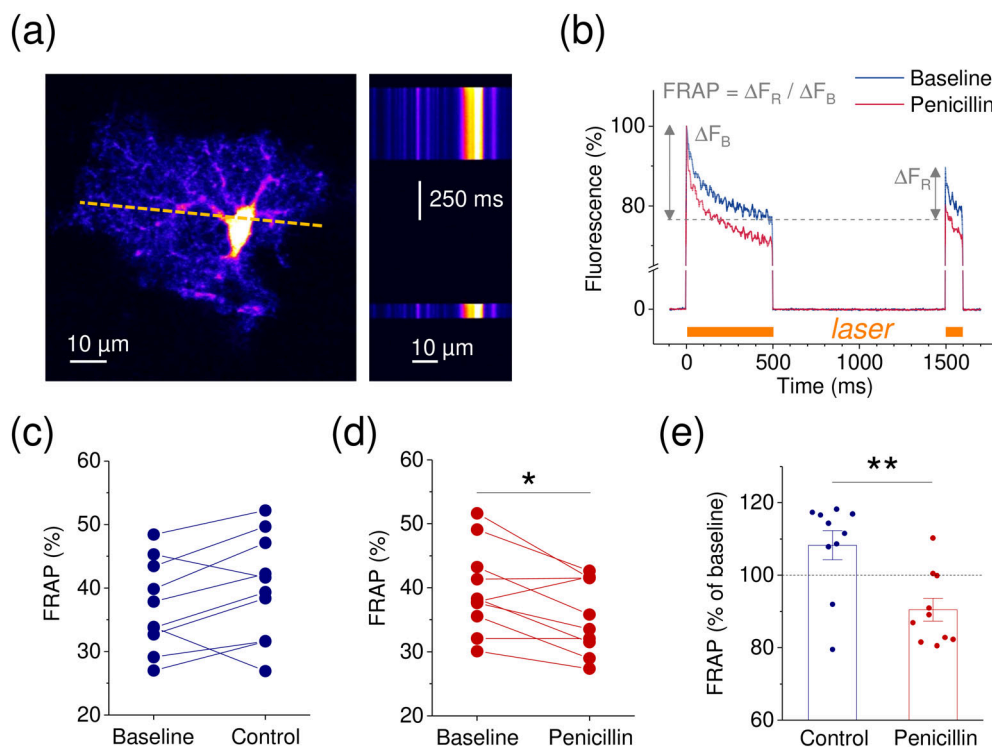 (a)
250 ms
10 µm
10 µm
(b)
Baseline
Penicillin
FRAP = ΔF_R / ΔF_B
ΔF_B
ΔF_R
Fluorescence (%)
100
80
0
laser
0 500 1000 1500
Time (ms)
(c)
FRAP (%)
60
50
40
30
20
Baseline Control
(d)
FRAP (%)
60
50
40
30
20
*
Baseline Penicillin
(e)
FRAP (% of baseline)
120
100
80
60
**
Control Penicillin